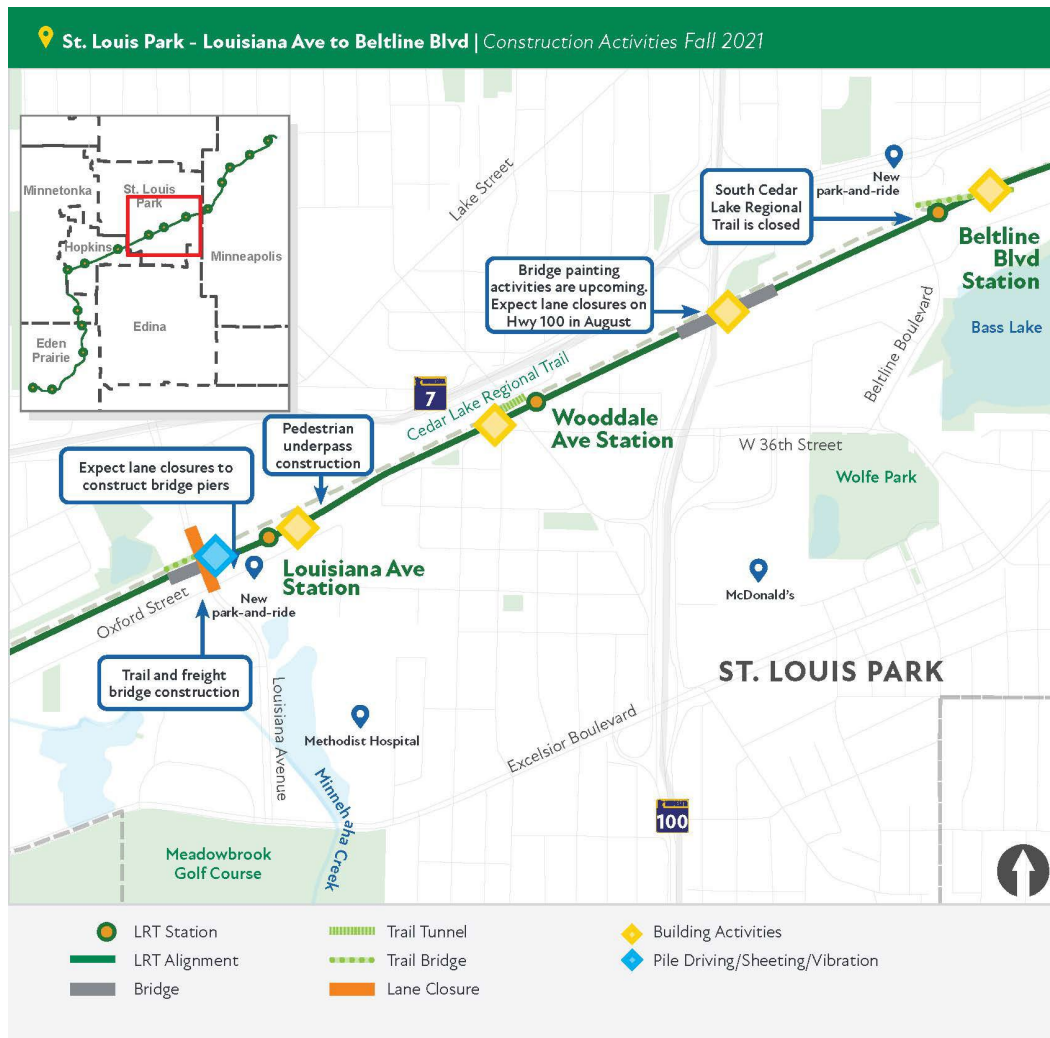 St. Louis Park - Louisiana Ave to Beltline Blvd | Construction Activities Fall 2021
Minnetonka
St. Louis
Park
Hopkins
Minneapolis
Edina
Eden
Prairie
Lake Street
New
park-and-ride
South Cedar
Lake Regional
Trail is closed
Beltline
Blvd
Station
Bridge painting
activities are upcoming.
Expect lane closures on
Hwy 100 in August
Bass Lake
Beltline Boulevard
7
Cedar Lake Regional Trail
Wooddale
Ave Station
Pedestrian
underpass
construction
W 36th Street
Expect lane closures to
construct bridge piers
Wolfe Park
Louisiana Ave
Station
New
park-and-ride
McDonald's
Oxford Street
Trail and freight
bridge construction
ST. LOUIS PARK
Louisiana Avenue
Methodist Hospital
Excelsior Boulevard
Minnehaha Creek
100
Meadowbrook
Golf Course
LRT Station
LRT Alignment
Bridge
Trail Tunnel
Trail Bridge
Lane Closure
Building Activities
Pile Driving/Sheeting/Vibration